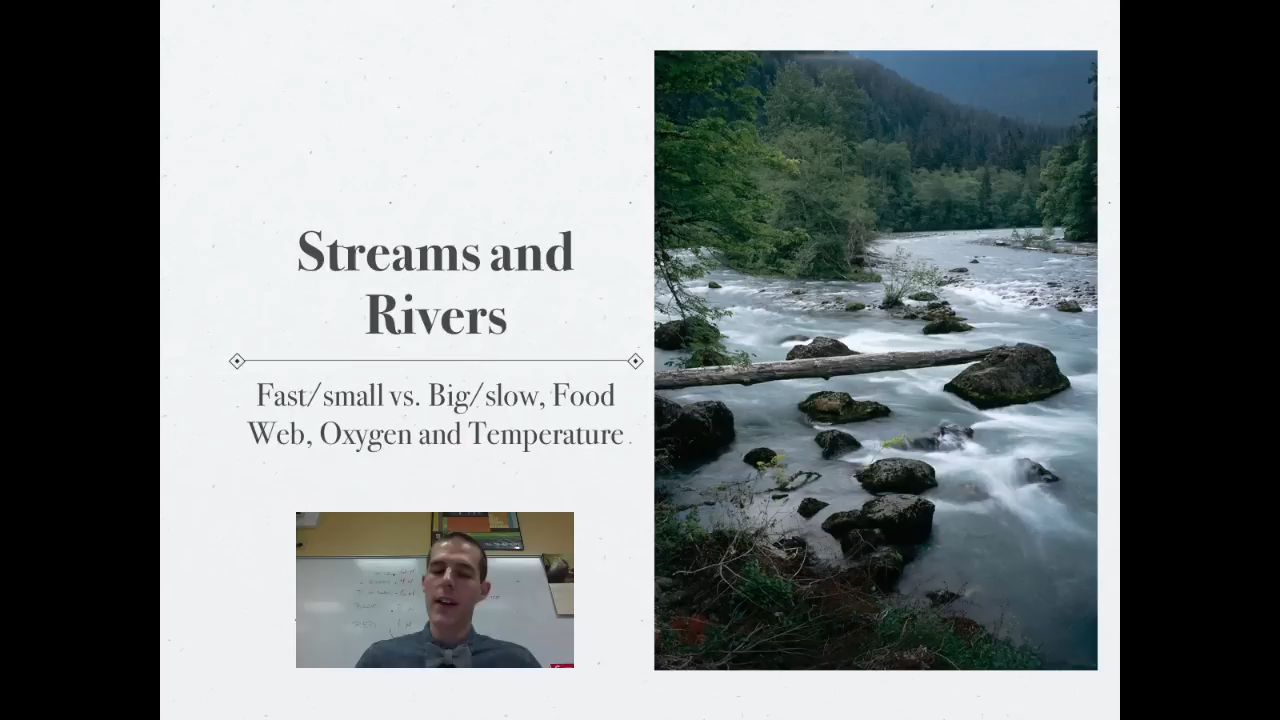 Streams and
Rivers
Fast/small vs. Big/slow, Food
Web, Oxygen and Temperature